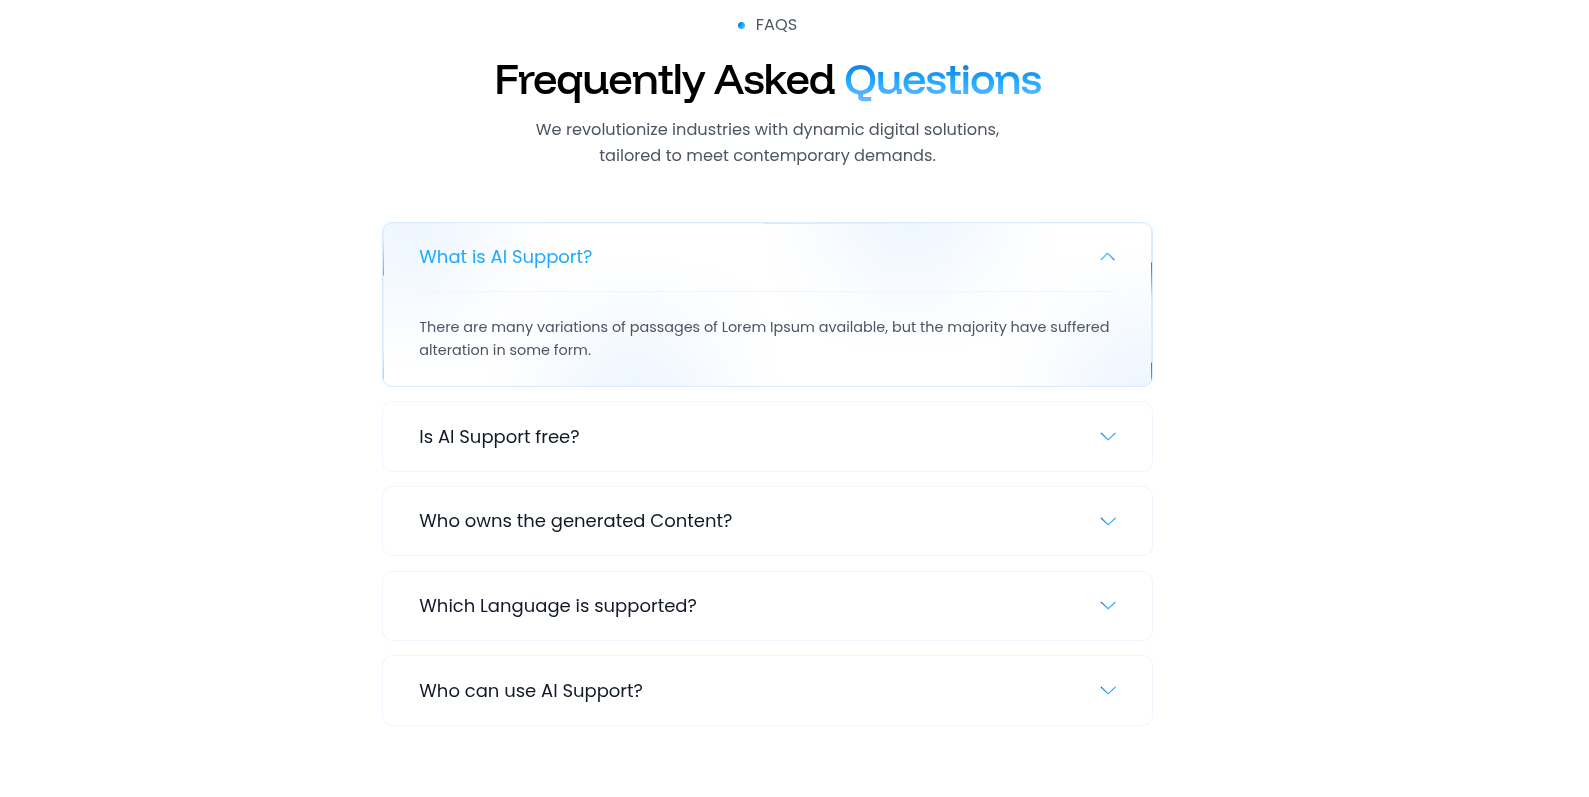 FAQS
Frequently Asked Questions
We revolutionize industries with dynamic digital solutions,
tailored to meet contemporary demands.
What is AI Support?
There are many variations of passages of Lorem Ipsum available, but the majority have suffered
alteration in some form.
Is AI Support free?
Who owns the generated Content?
Which Language is supported?
Who can use AI Support?